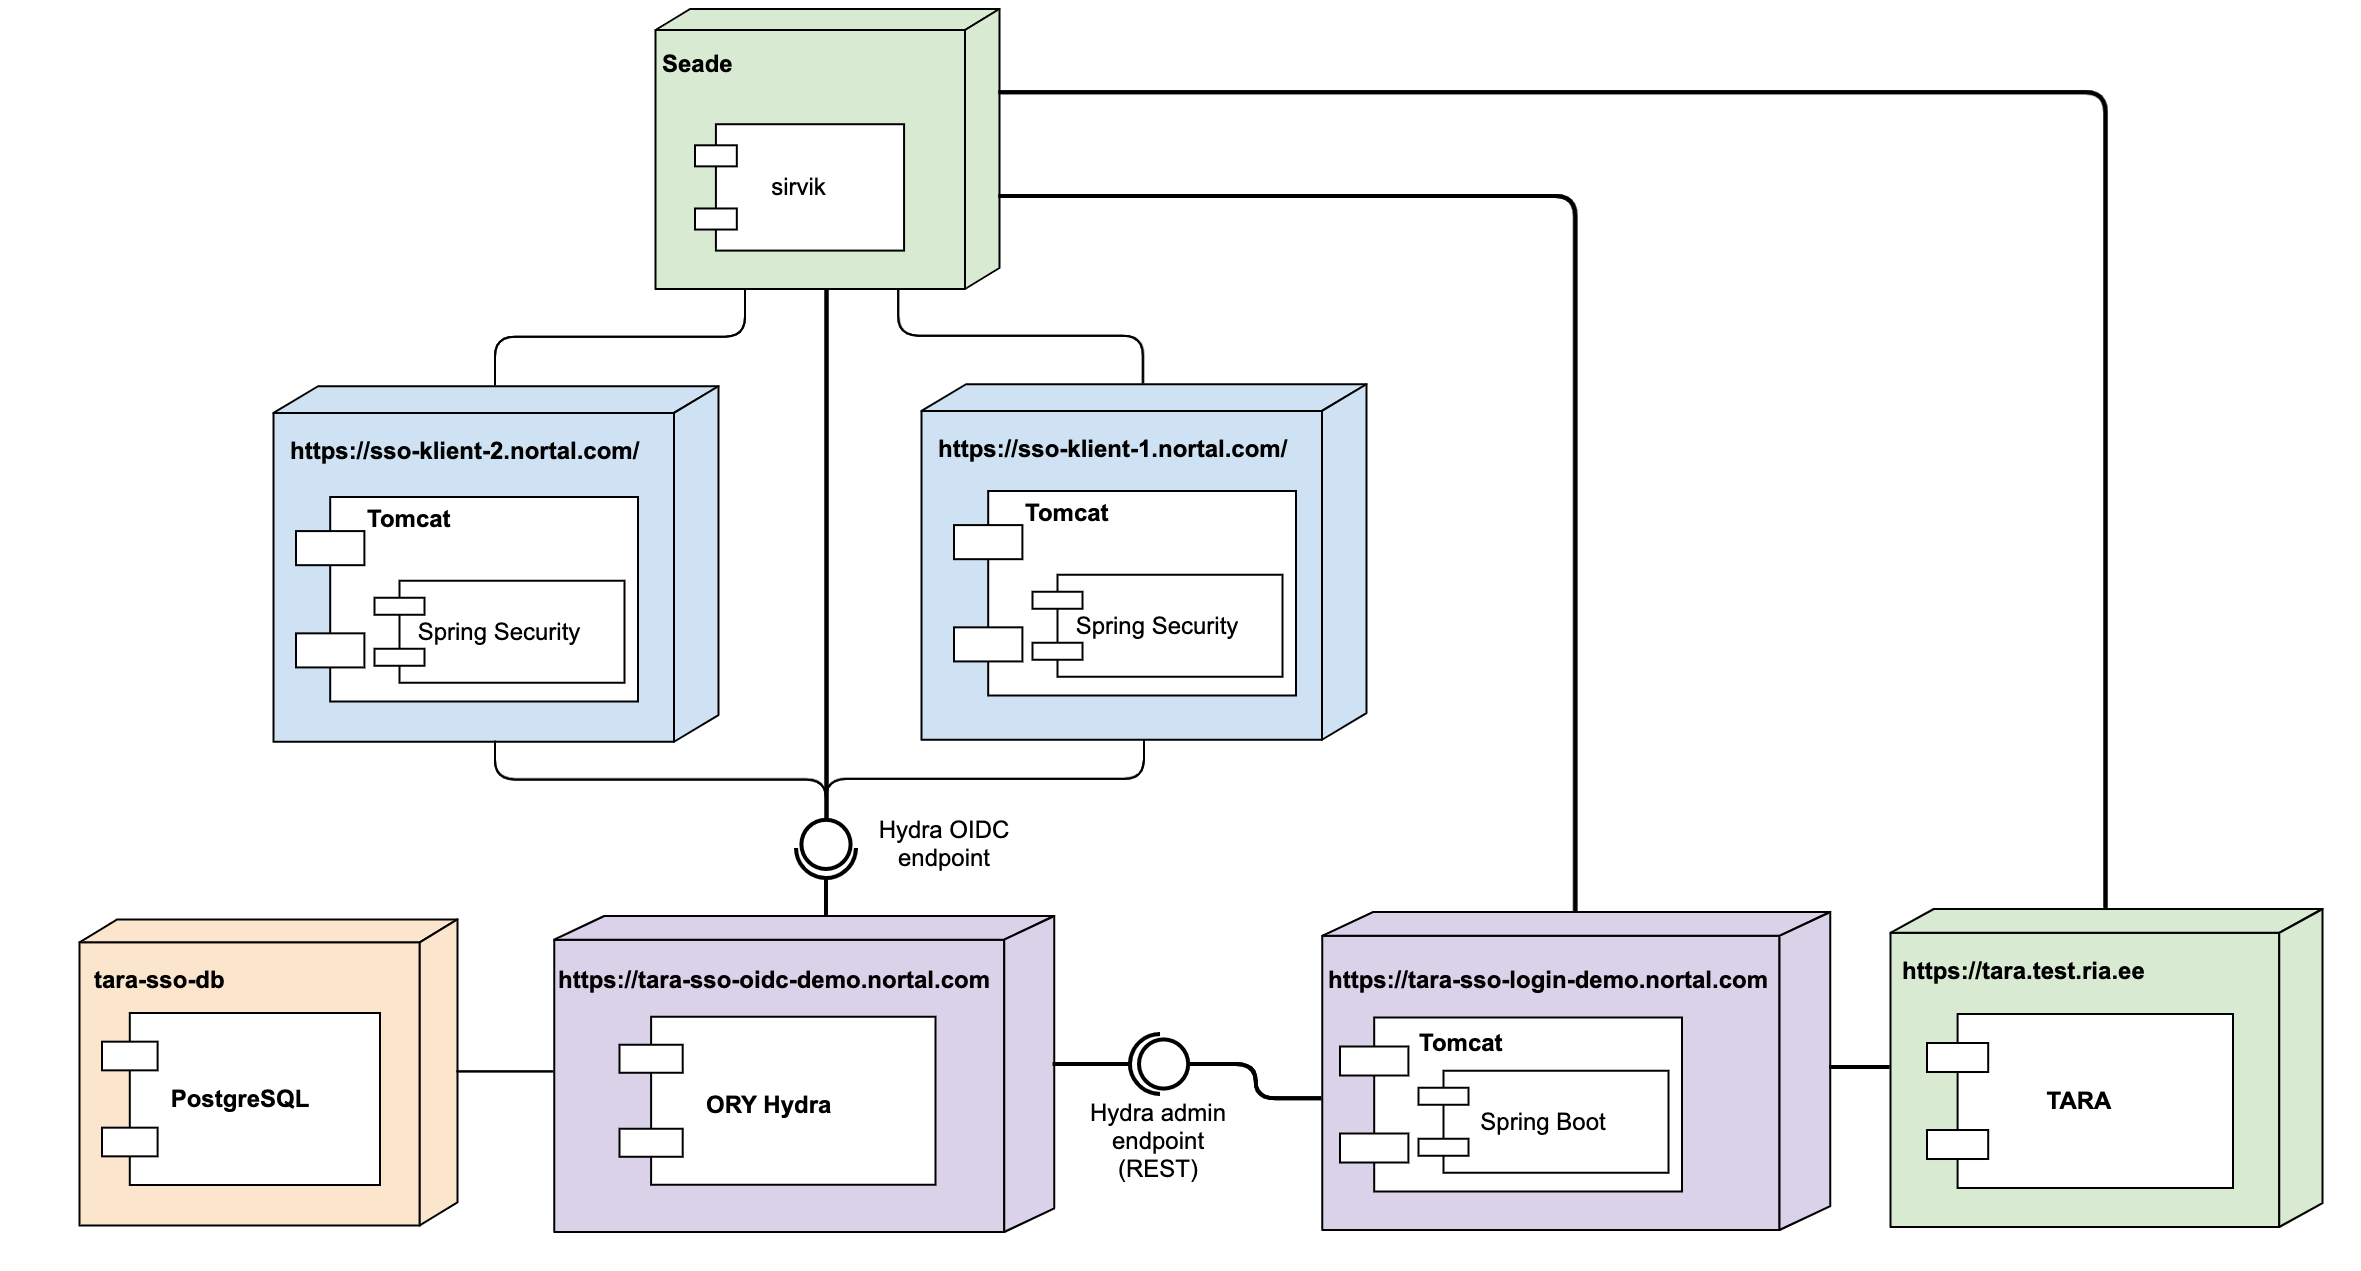 Seade
sirvik
https://sso-klient-2.nortal.com/
Tomcat
Spring Security
https://sso-klient-1.nortal.com/
Tomcat
Spring Security
Hydra OIDC
endpoint
tara-sso-db
PostgreSQL
https://tara-sso-oidc-demo.nortal.com
ORY Hydra
Hydra admin
endpoint
(REST)
https://tara-sso-login-demo.nortal.com
Tomcat
Spring Boot
https://tara.test.ria.ee
TARA